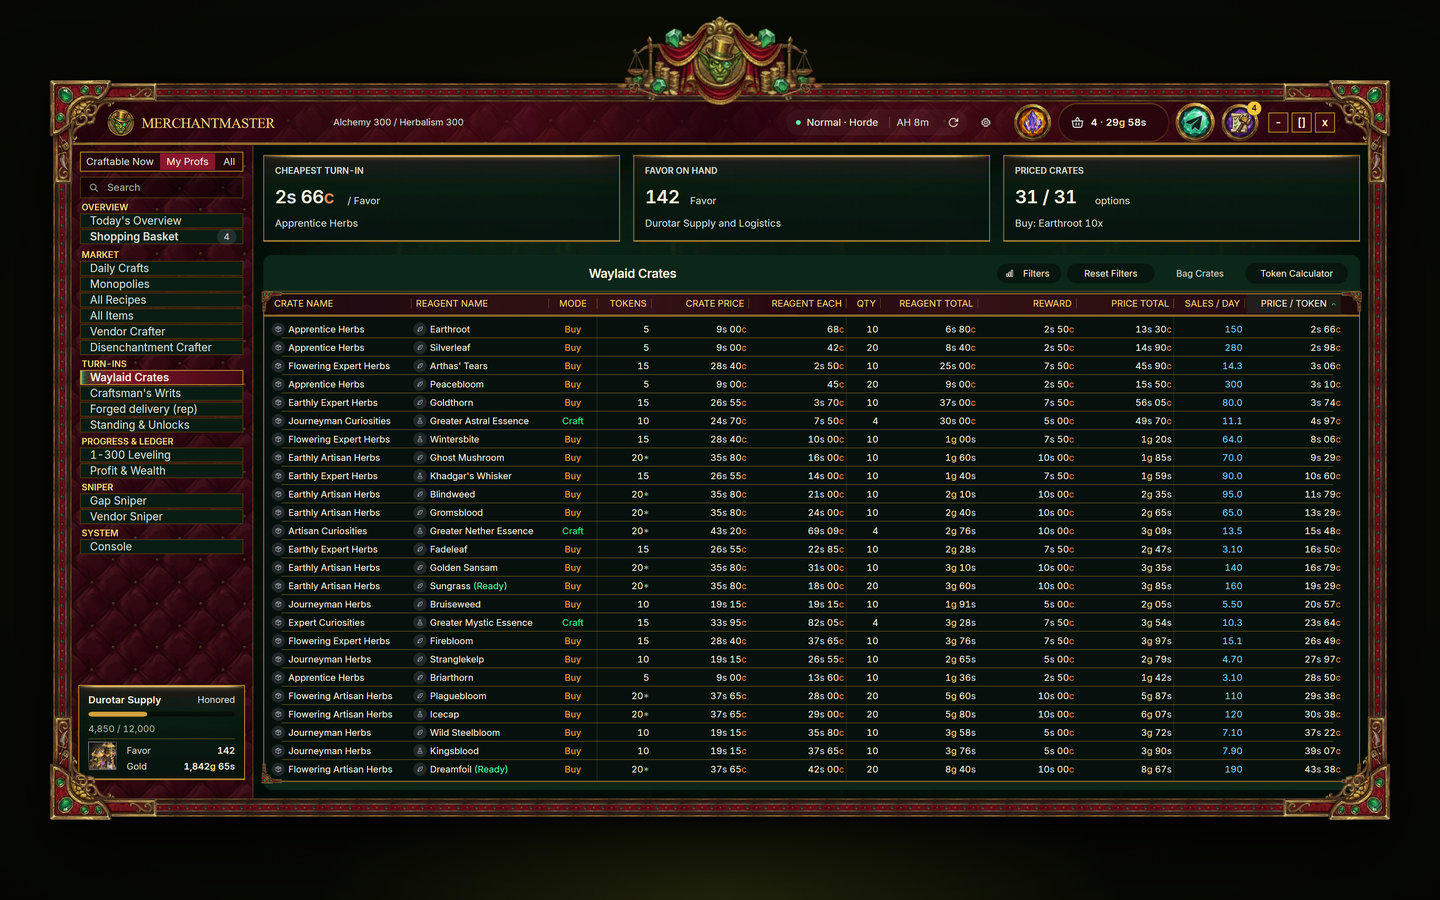 MERCHANTMASTER
Alchemy 300 / Herbalism 300
Normal · Horde
AH 8m
4 · 29g 58s
4
-
[]
x
Craftable Now My Profs All
Search
OVERVIEW
Today's Overview
Shopping Basket 4
MARKET
Daily Crafts
Monopolies
All Recipes
All Items
Vendor Crafter
Disenchantment Crafter
TURN-INS
Waylaid Crates
Craftsman's Writs
Forged delivery (rep)
Standing & Unlocks
PROGRESS & LEDGER
1-300 Leveling
Profit & Wealth
SNIPER
Gap Sniper
Vendor Sniper
SYSTEM
Console
Durotar Supply Honored
4,850 / 12,000
Favor 142
Gold 1,842g 65s
CHEAPEST TURN-IN
2s 66c / Favor
Apprentice Herbs
FAVOR ON HAND
142 Favor
Durotar Supply and Logistics
PRICED CRATES
31 / 31 options
Buy: Earthroot 10x
Waylaid Crates
Filters
Reset Filters
Bag Crates
Token Calculator
CRATE NAME REAGENT NAME MODE TOKENS CRATE PRICE REAGENT EACH QTY REAGENT TOTAL REWARD PRICE TOTAL SALES / DAY PRICE / TOKEN
Apprentice Herbs Earthroot Buy 5 9s 00c 68c 10 6s 80c 2s 50c 13s 30c 150 2s 66c
Apprentice Herbs Silverleaf Buy 5 9s 00c 42c 20 8s 40c 2s 50c 14s 90c 280 2s 98c
Flowering Expert Herbs Arthas' Tears Buy 15 28s 40c 2s 50c 10 25s 00c 7s 50c 45s 90c 14.3 3s 06c
Apprentice Herbs Peacebloom Buy 5 9s 00c 45c 20 9s 00c 2s 50c 15s 50c 300 3s 10c
Earthly Expert Herbs Goldthorn Buy 15 26s 55c 3s 70c 10 37s 00c 7s 50c 56s 05c 80.0 3s 74c
Journeyman Curiosities Greater Astral Essence Craft 10 24s 70c 7s 50c 4 30s 00c 5s 00c 49s 70c 11.1 4s 97c
Flowering Expert Herbs Wintersbite Buy 15 28s 40c 10s 00c 10 1g 00s 7s 50c 1g 20s 64.0 8s 06c
Earthly Artisan Herbs Ghost Mushroom Buy 20* 35s 80c 16s 00c 10 1g 60s 10s 00c 1g 85s 70.0 9s 29c
Earthly Expert Herbs Khadgar's Whisker Buy 15 26s 55c 14s 00c 10 1g 40s 7s 50c 1g 59s 90.0 10s 60c
Earthly Artisan Herbs Blindweed Buy 20* 35s 80c 21s 00c 10 2g 10s 10s 00c 2g 35s 95.0 11s 79c
Earthly Artisan Herbs Gromsblood Buy 20* 35s 80c 24s 00c 10 2g 40s 10s 00c 2g 65s 65.0 13s 29c
Artisan Curiosities Greater Nether Essence Craft 20* 43s 20c 69s 09c 4 2g 76s 10s 00c 3g 09s 13.5 15s 48c
Earthly Expert Herbs Fadeleaf Buy 15 26s 55c 22s 85c 10 2g 28s 7s 50c 2g 47s 3.10 16s 50c
Earthly Artisan Herbs Golden Sansam Buy 20* 35s 80c 31s 00c 10 3g 10s 10s 00c 3g 35s 140 16s 79c
Earthly Artisan Herbs Sungrass (Ready) Buy 20* 35s 80c 18s 00c 20 3g 60s 10s 00c 3g 85s 160 19s 29c
Journeyman Herbs Bruiseweed Buy 10 19s 15c 19s 15c 10 1g 91s 5s 00c 2g 05s 5.50 20s 57c
Expert Curiosities Greater Mystic Essence Craft 15 33s 95c 82s 05c 4 3g 28s 7s 50c 3g 54s 10.3 23s 64c
Flowering Expert Herbs Firebloom Buy 15 28s 40c 37s 65c 10 3g 76s 7s 50c 3g 97s 15.1 26s 49c
Journeyman Herbs Stranglekelp Buy 10 19s 15c 26s 55c 10 2g 65s 5s 00c 2g 79s 4.70 27s 97c
Apprentice Herbs Briarthorn Buy 5 9s 00c 13s 60c 10 1g 36s 2s 50c 1g 42s 3.10 28s 50c
Flowering Artisan Herbs Plaguebloom Buy 20* 37s 65c 28s 00c 20 5g 60s 10s 00c 5g 87s 110 29s 38c
Flowering Artisan Herbs Icecap Buy 20* 37s 65c 29s 00c 20 5g 80s 10s 00c 6g 07s 120 30s 38c
Journeyman Herbs Wild Steelbloom Buy 10 19s 15c 35s 80c 10 3g 58s 5s 00c 3g 72s 7.10 37s 22c
Journeyman Herbs Kingsblood Buy 10 19s 15c 37s 65c 10 3g 76s 5s 00c 3g 90s 7.90 39s 07c
Flowering Artisan Herbs Dreamfoil (Ready) Buy 20* 37s 65c 42s 00c 20 8g 40s 10s 00c 8g 67s 190 43s 38c